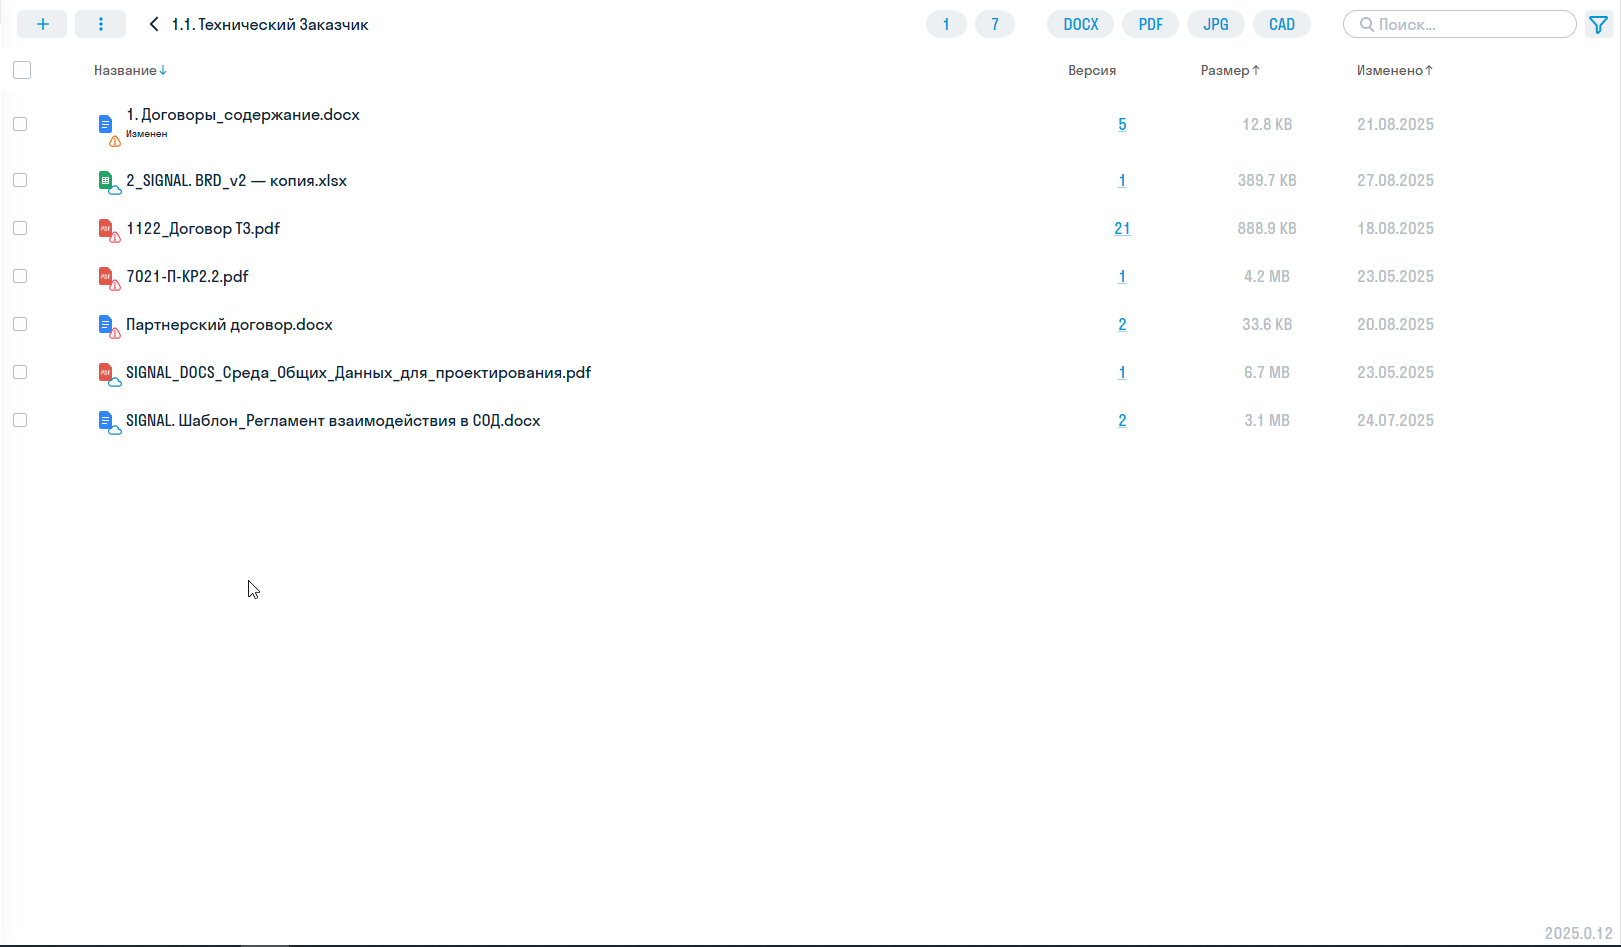 1.1. Технический Заказчик
1 7 DOCX PDF JPG CAD Поиск...
Название↓ Версия Размер↑ Изменено↑
1. Договоры_содержание.docx 5 12.8 KB 21.08.2025
Изменен
2_SIGNAL. BRD_v2 — копия.xlsx 1 389.7 KB 27.08.2025
1122_Договор ТЗ.pdf 21 888.9 KB 18.08.2025
7021-П-КР2.2.pdf 1 4.2 MB 23.05.2025
Партнерский договор.docx 2 33.6 KB 20.08.2025
SIGNAL_DOCS_Среда_Общих_Данных_для_проектирования.pdf 1 6.7 MB 23.05.2025
SIGNAL. Шаблон_Регламент взаимодействия в СОД.docx 2 3.1 MB 24.07.2025
2025.0.12